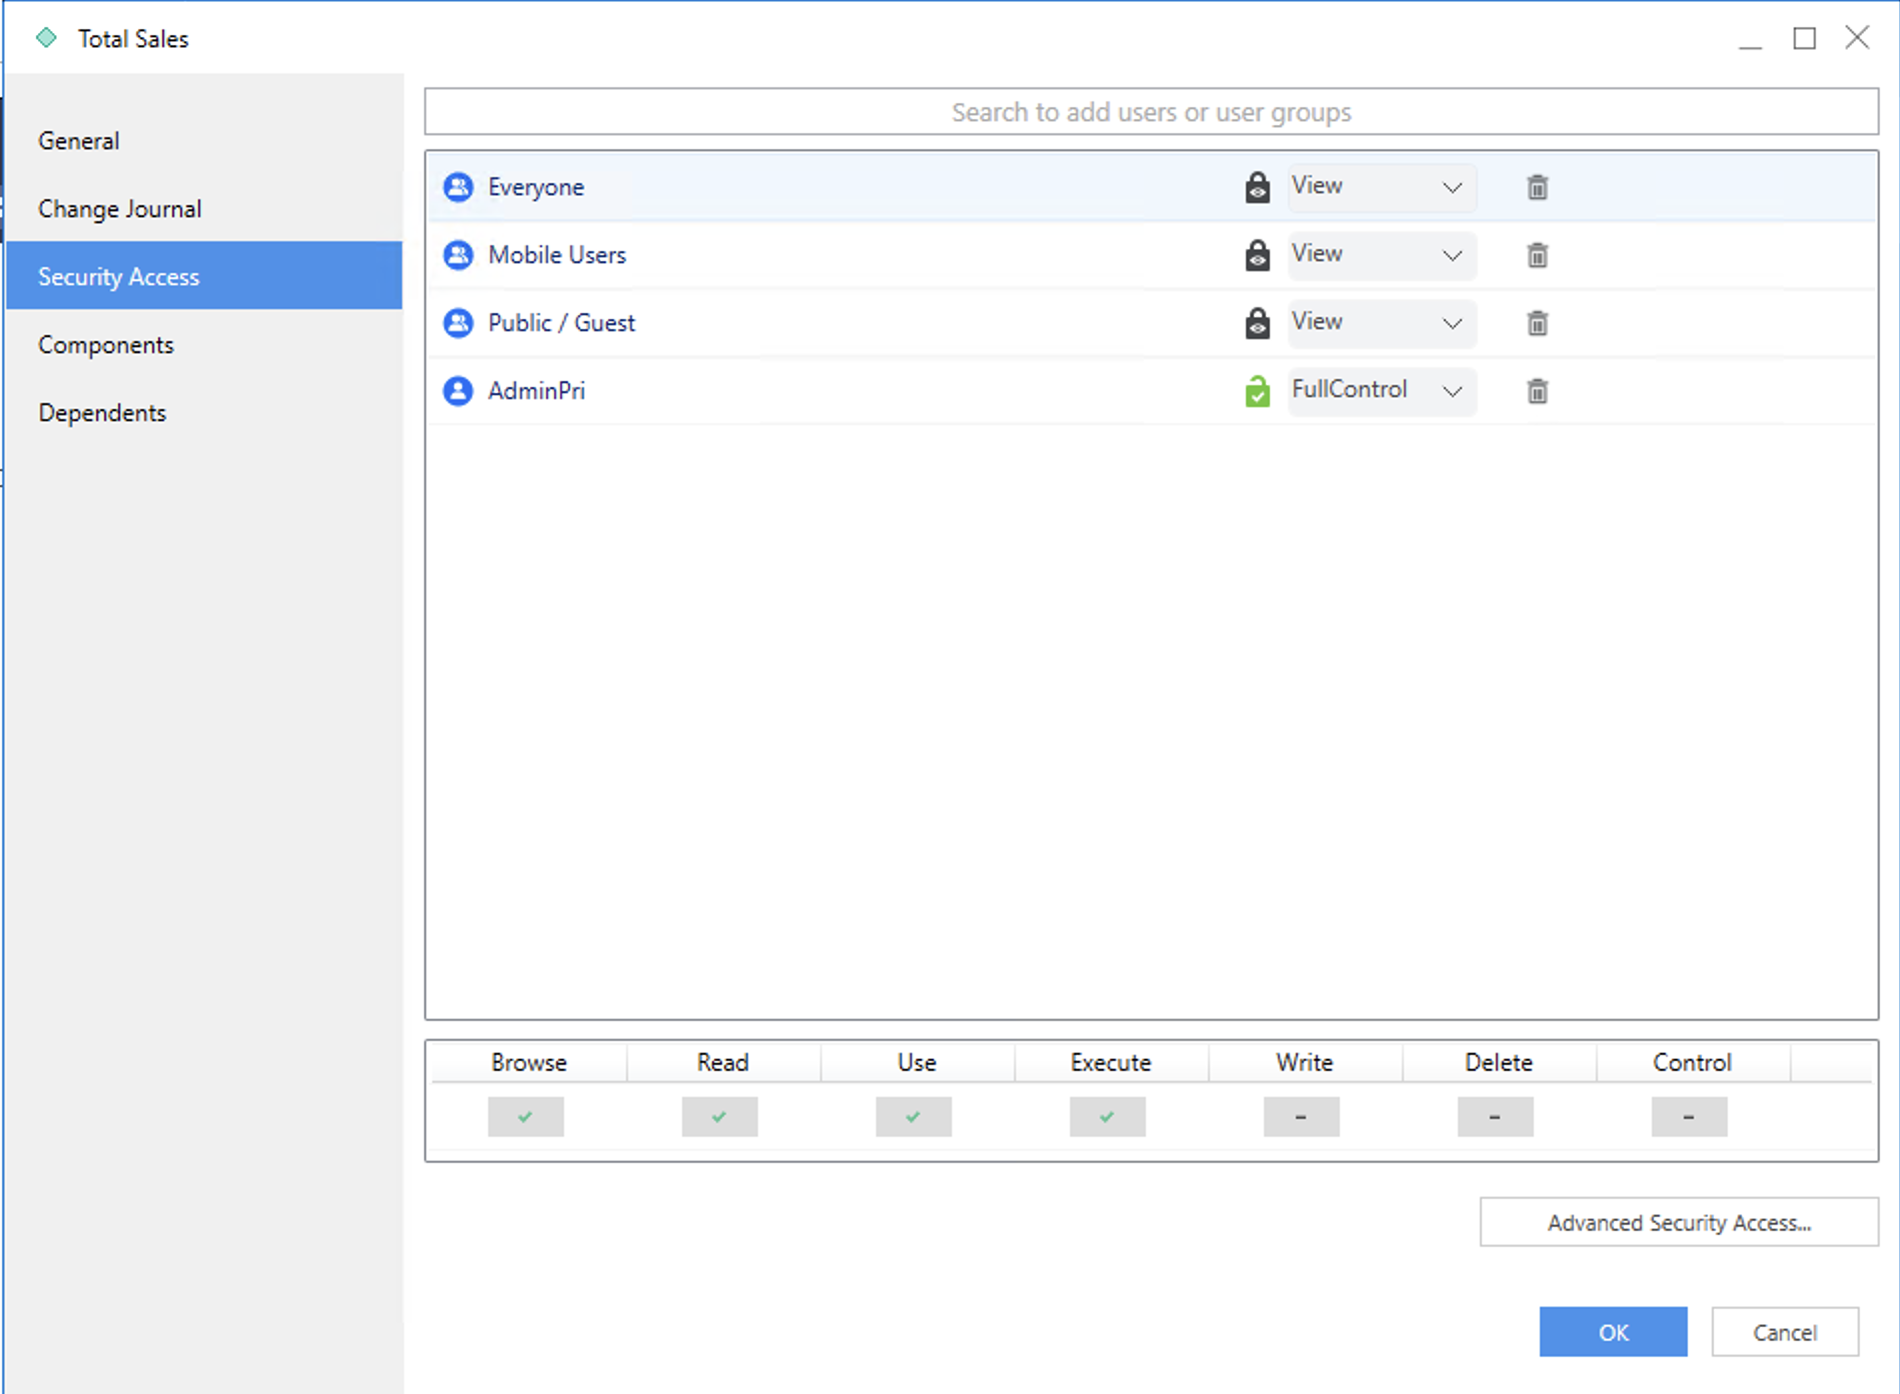 Total Sales
General
Change Journal
Security Access
Components
Dependents
Search to add users or user groups
Everyone View
Mobile Users View
Public / Guest View
AdminPri FullControl
Browse Read Use Execute Write Delete Control
Advanced Security Access...
OK Cancel